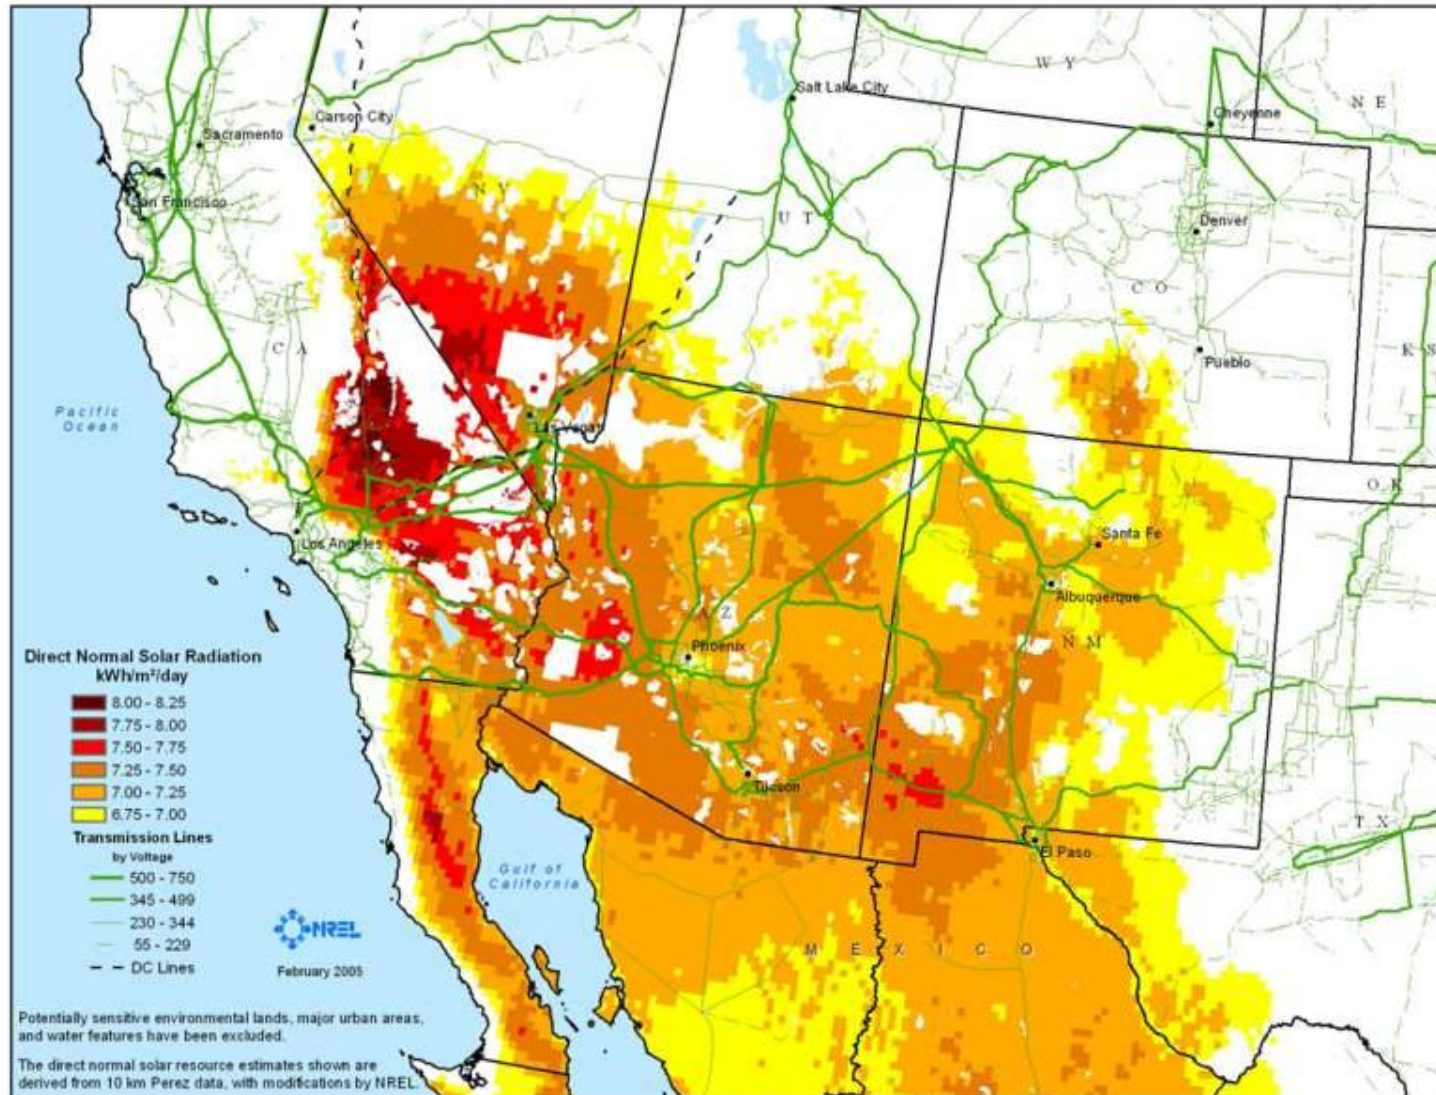 W Y
Salt Lake City
N E
Cheyenne
Carson City
Sacramento
N V
San Francisco
U T
Denver
C O
C A
K S
Pueblo
Pacific
Ocean
Las Vegas
O K
Santa Fe
Los Angeles
Albuquerque
A Z
N M
Phoenix
Direct Normal Solar Radiation
kWh/m²/day
8.00 - 8.25
7.75 - 8.00
7.50 - 7.75
7.25 - 7.50
7.00 - 7.25
6.75 - 7.00
Tucson
T X
El Paso
Transmission Lines
by Voltage
500 - 750
345 - 499
230 - 344
55 - 229
DC Lines
Gulf of
California
NREL
February 2005
M E X I C O
Potentially sensitive environmental lands, major urban areas,
and water features have been excluded.
The direct normal solar resource estimates shown are
derived from 10 km Perez data, with modifications by NREL.